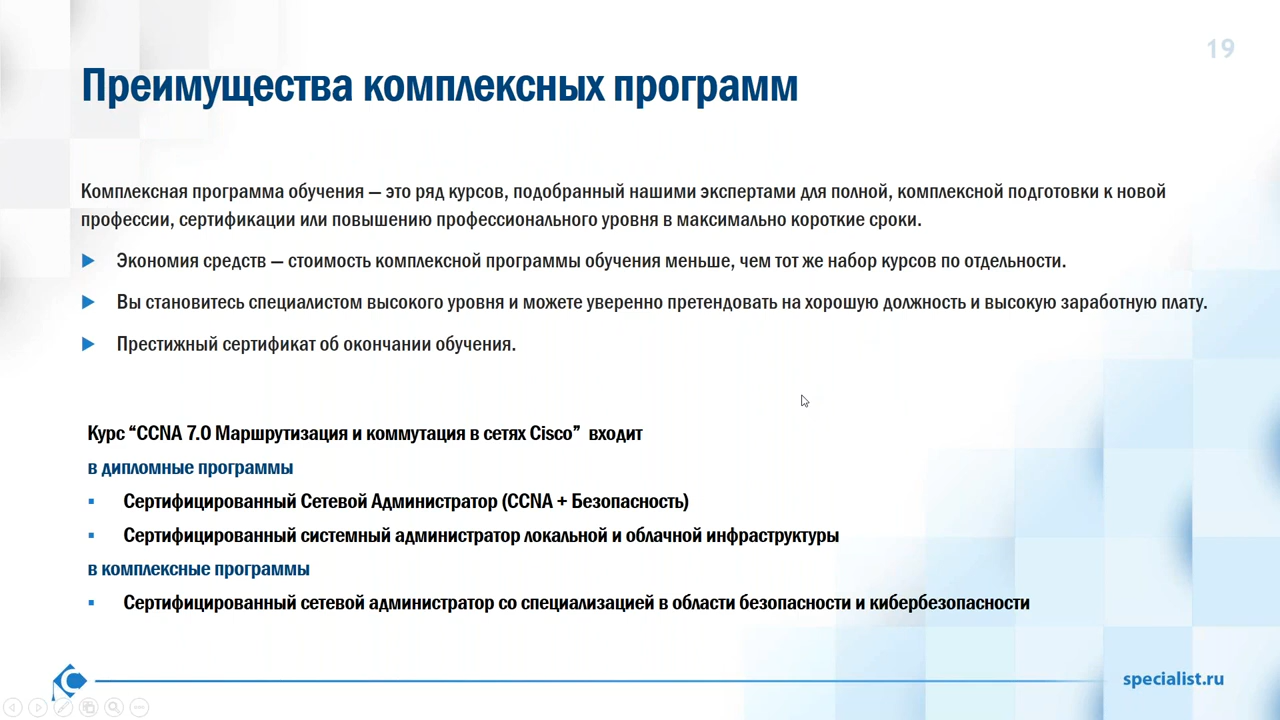 19
Преимущества комплексных программ
Комплексная программа обучения — это ряд курсов, подобранный нашими экспертами для полной, комплексной подготовки к новой
профессии, сертификации или повышению профессионального уровня в максимально короткие сроки.
Экономия средств — стоимость комплексной программы обучения меньше, чем тот же набор курсов по отдельности.
Вы становитесь специалистом высокого уровня и можете уверенно претендовать на хорошую должность и высокую заработную плату.
Престижный сертификат об окончании обучения.
Курс “CCNA 7.0 Маршрутизация и коммутация в сетях Cisco” входит
в дипломные программы
Сертифицированный Сетевой Администратор (CCNA + Безопасность)
Сертифицированный системный администратор локальной и облачной инфраструктуры
в комплексные программы
Сертифицированный сетевой администратор со специализацией в области безопасности и кибербезопасности
specialist.ru